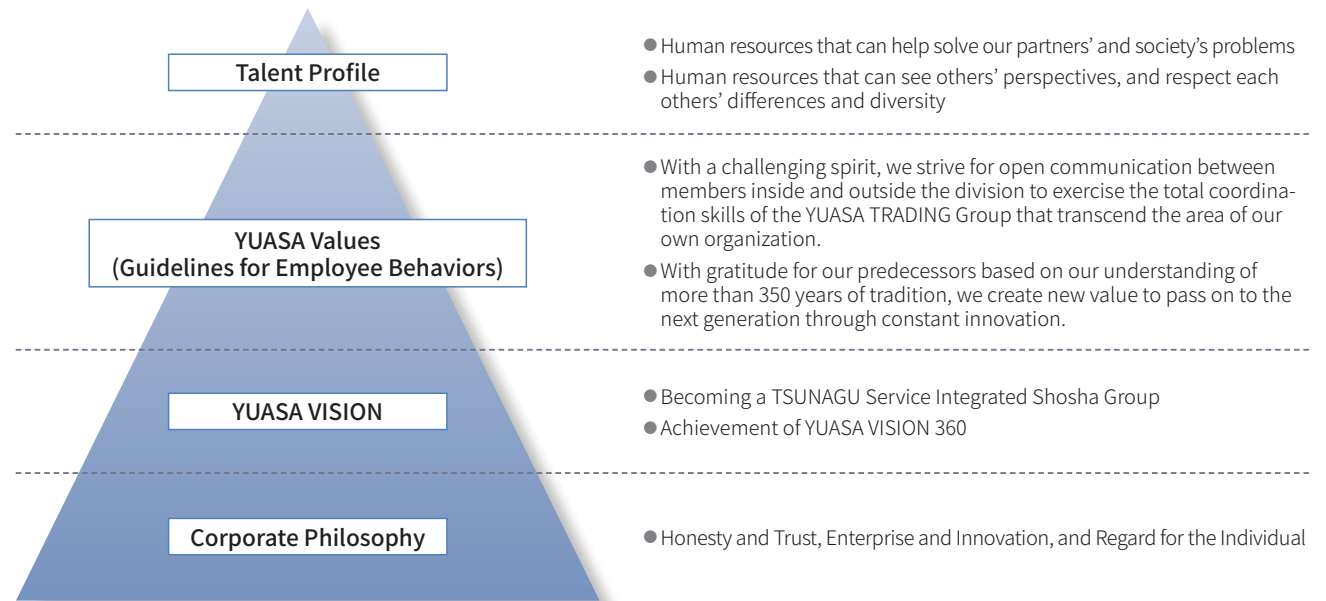 Talent Profile
● Human resources that can help solve our partners’ and society’s problems
● Human resources that can see others’ perspectives, and respect each
others’ differences and diversity
YUASA Values
(Guidelines for Employee Behaviors)
● With a challenging spirit, we strive for open communication between
members inside and outside the division to exercise the total coordina-
tion skills of the YUASA TRADING Group that transcend the area of our
own organization.
● With gratitude for our predecessors based on our understanding of
more than 350 years of tradition, we create new value to pass on to the
next generation through constant innovation.
YUASA VISION
● Becoming a TSUNAGU Service Integrated Shosha Group
● Achievement of YUASA VISION 360
Corporate Philosophy
● Honesty and Trust, Enterprise and Innovation, and Regard for the Individual